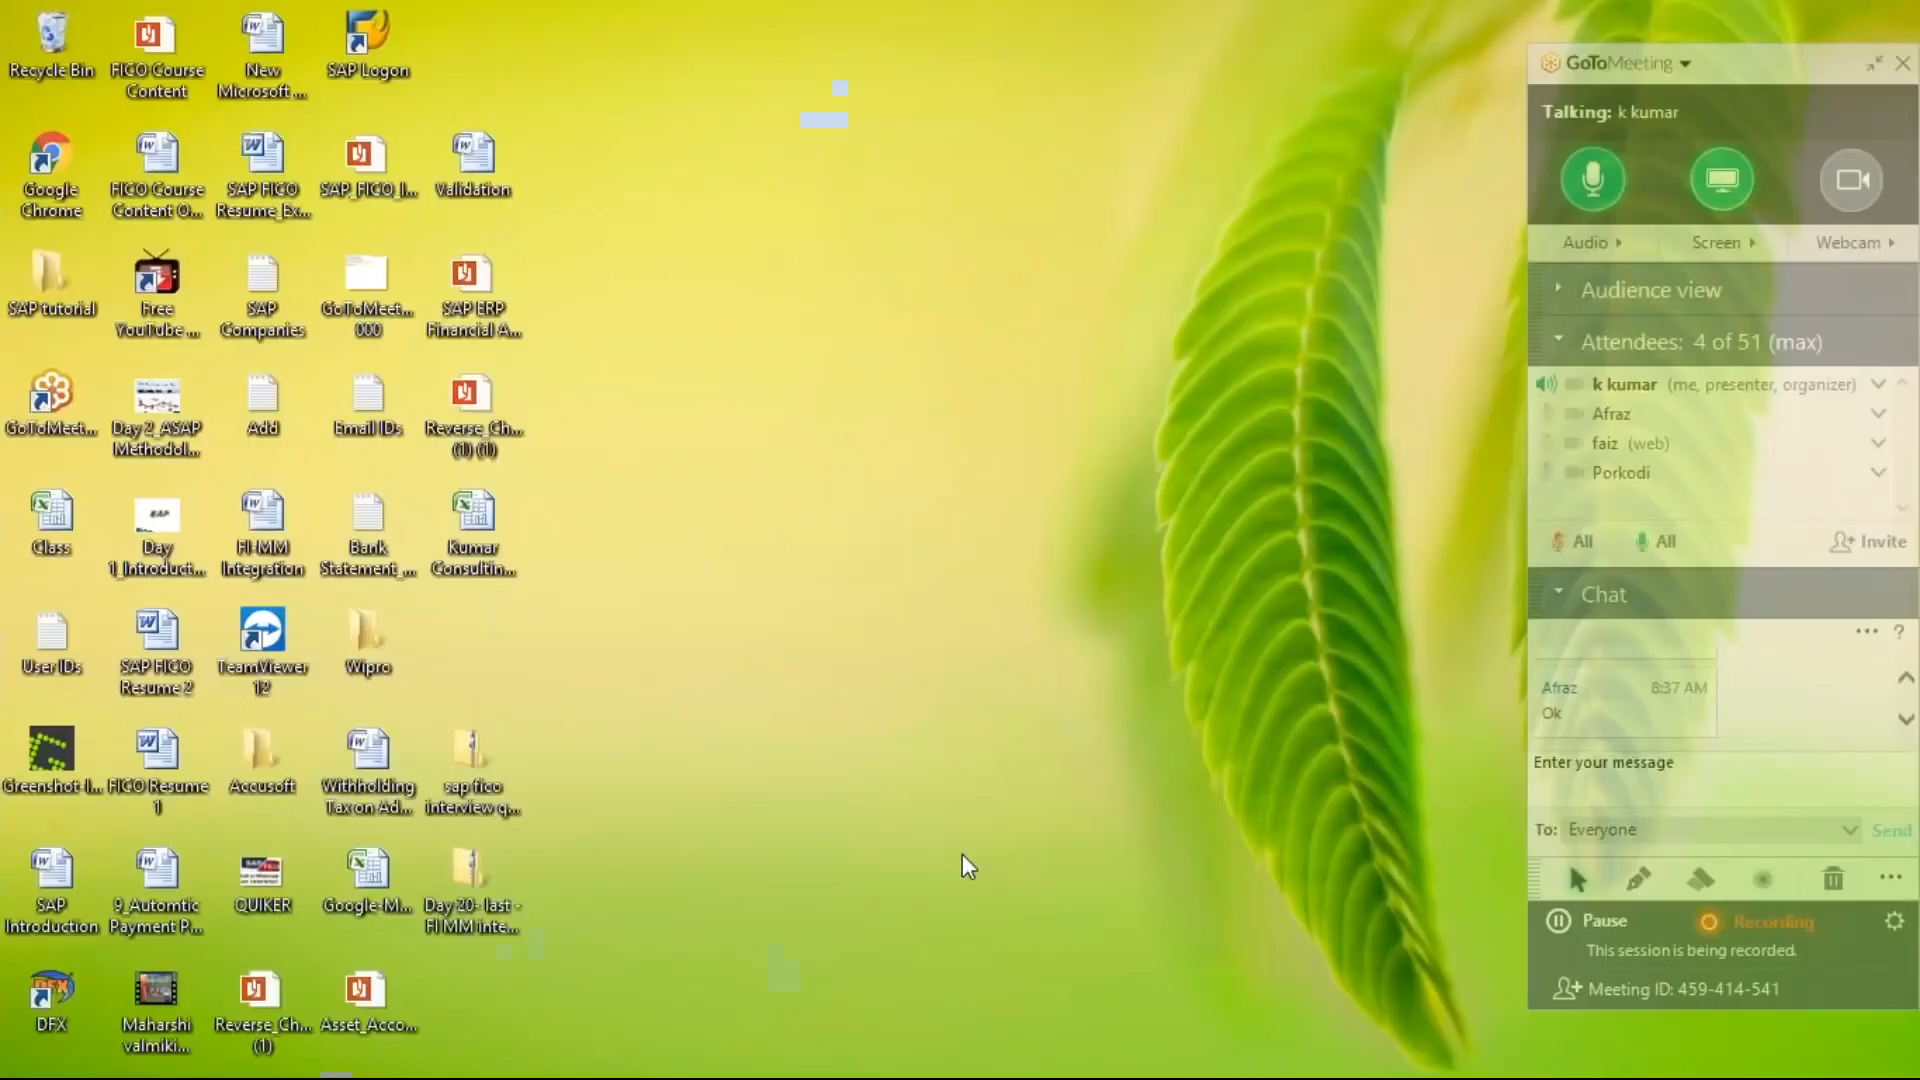 Recycle Bin
FICO Course
Content
New
Microsoft ...
SAP Logon
Google
Chrome
FICO Course
Content O...
SAP FICO
Resume_Ex...
SAP_FICO_I...
Validation
SAP tutorial
Free
YouTube ...
SAP
Companies
GoToMeet...
000
SAP ERP
Financial A...
GoToMeet...
Day 2_ASAP
Methodol...
Add
Email IDs
Reverse_Ch...
(1) (1)
Class
Day
1_Introduct...
FI-MM
Integration
Bank
Statement_...
Kumar
Consultin...
User IDs
SAP FICO
Resume 2
TeamViewer
12
Wipro
Greenshot-I...
FICO Resume
1
Accusoft
Withholding
Tax on Ad...
sap fico
interview q...
SAP
Introduction
9_Automtic
Payment P...
QUIKER
Google-M...
Day 20- last -
FI MM inte...
DFX
Maharshi
valmiki...
Reverse_Ch...
(1)
Asset_Acco...
GoToMeeting
Talking: k kumar
Audio
Screen
Webcam
Audience view
Attendees: 4 of 51 (max)
k kumar (me, presenter, organizer)
Afraz
faiz (web)
Porkodi
All
All
Invite
Chat
... ?
Afraz 8:37 AM
Ok
Enter your message
To: Everyone
Send
Pause
Recording
This session is being recorded.
Meeting ID: 459-414-541